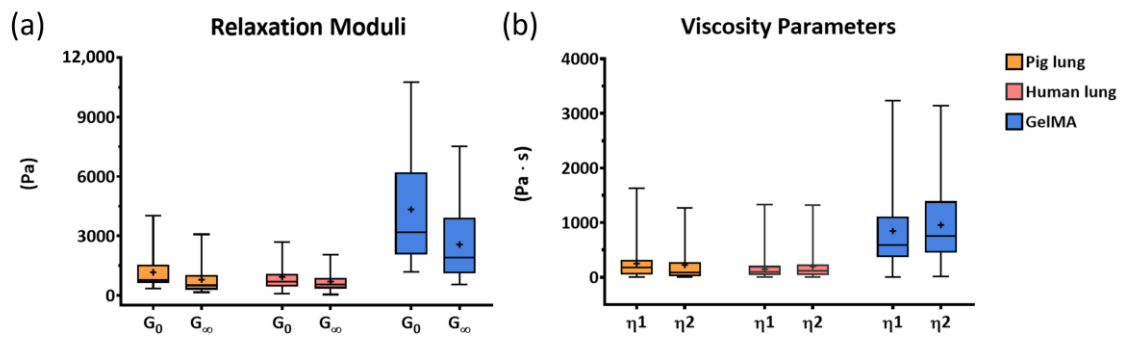 (a)
Relaxation Moduli
12,000
9000
6000
3000
0
(Pa)
G₀ G∞ G₀ G∞ G₀ G∞
(b)
Viscosity Parameters
4000
3000
2000
1000
0
(Pa · s)
η1 η2 η1 η2 η1 η2
Pig lung
Human lung
GelMA